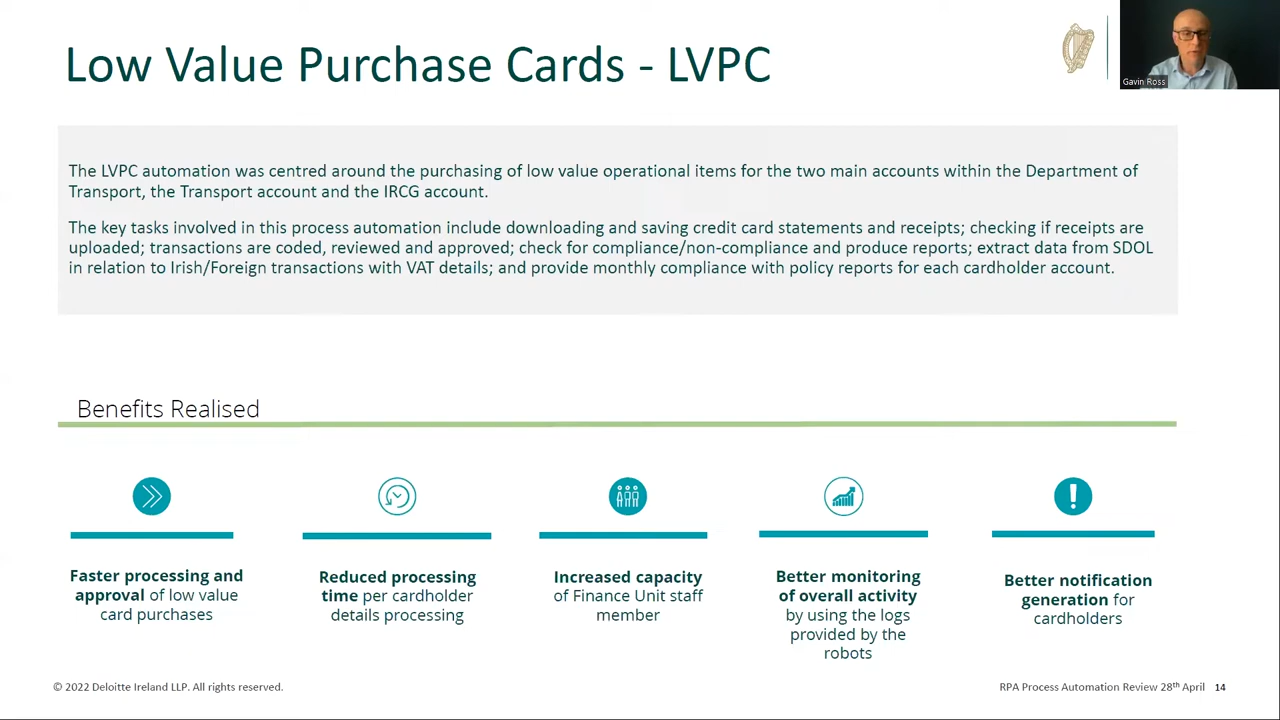 Low Value Purchase Cards - LVPC
Gavin Ross
The LVPC automation was centred around the purchasing of low value operational items for the two main accounts within the Department of
Transport, the Transport account and the IRCG account.
The key tasks involved in this process automation include downloading and saving credit card statements and receipts; checking if receipts are
uploaded; transactions are coded, reviewed and approved; check for compliance/non-compliance and produce reports; extract data from SDOL
in relation to Irish/Foreign transactions with VAT details; and provide monthly compliance with policy reports for each cardholder account.
Benefits Realised
Faster processing and
approval of low value
card purchases
Reduced processing
time per cardholder
details processing
Increased capacity
of Finance Unit staff
member
Better monitoring
of overall activity
by using the logs
provided by the
robots
Better notification
generation for
cardholders
© 2022 Deloitte Ireland LLP. All rights reserved.
RPA Process Automation Review 28th April 14